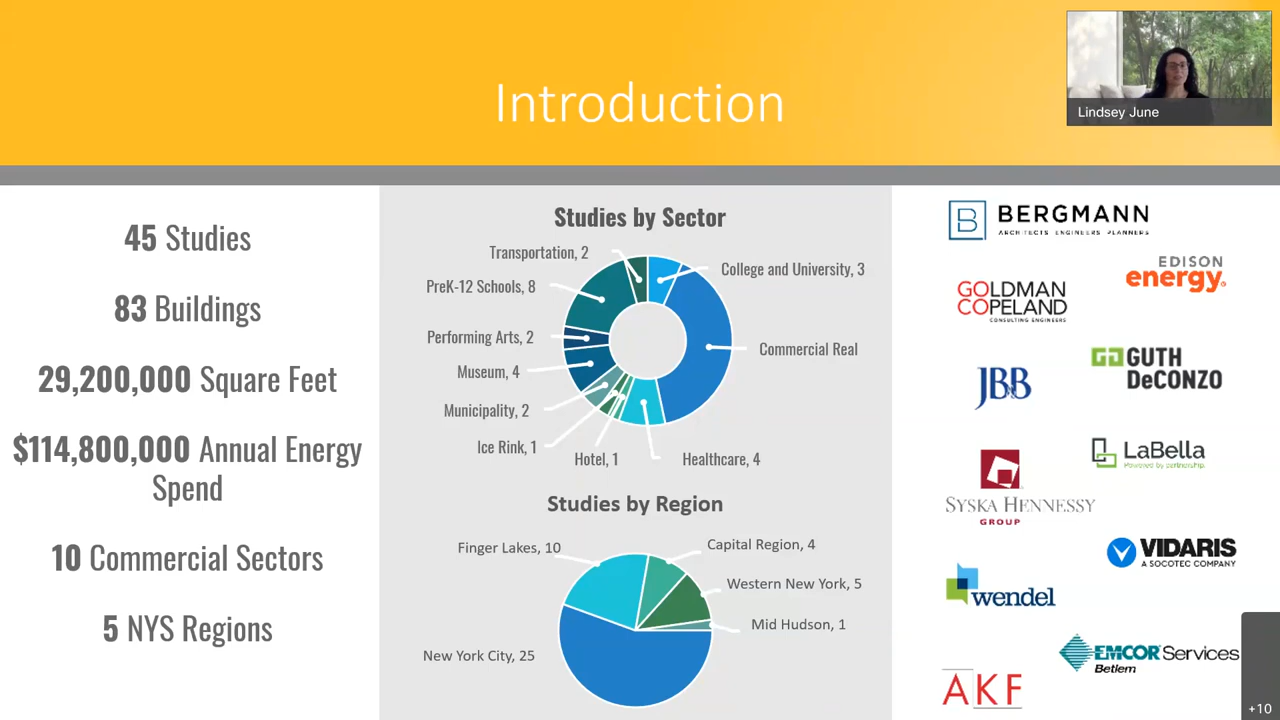 Introduction
Lindsey June
45 Studies
83 Buildings
29,200,000 Square Feet
$114,800,000 Annual Energy
Spend
10 Commercial Sectors
5 NYS Regions
Studies by Sector
Transportation, 2
College and University, 3
PreK-12 Schools, 8
Performing Arts, 2
Commercial Real
Museum, 4
Municipality, 2
Ice Rink, 1
Hotel, 1
Healthcare, 4
Studies by Region
Finger Lakes, 10
Capital Region, 4
Western New York, 5
Mid Hudson, 1
New York City, 25
B
BERGMANN
ARCHITECTS ENGINEERS PLANNERS
EDISON
energy
GOLDMAN
COPELAND
CONSULTING ENGINEERS
GUTH
DeCONZO
JBB
LaBella
Powered by partnership.
SYSKA HENNESSY
GROUP
VIDARIS
A SOCOTEC COMPANY
wendel
EMCOR Services
Betlem
AKF
+10